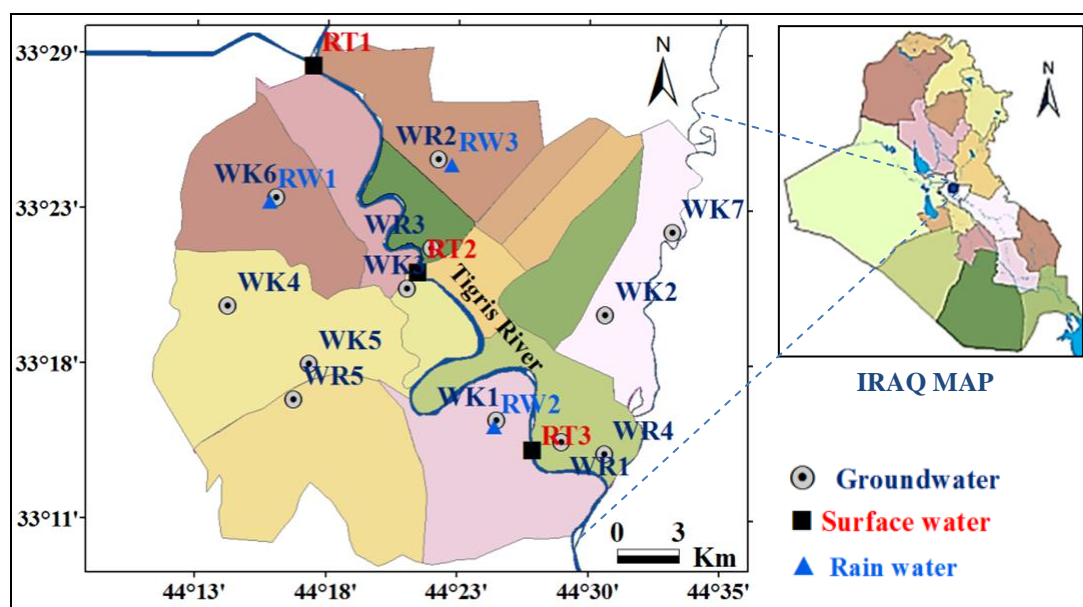 33°29'
RT1
N
N
WR2
RW3
WK6
RW1
33°23'
WK7
WR3
RT2
WK3
WK4
WK2
Tigris River
33°18'
WK5
IRAQ MAP
WR5
WK1
RW2
RT3
WR4
WR1
Groundwater
33°11'
0 3
Surface water
Km
Rain water
44°13'
44°18'
44°23'
44°30'
44°35'